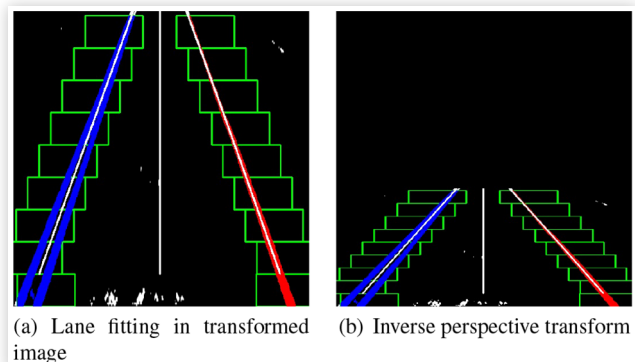 (a) Lane fitting in transformed
image
(b) Inverse perspective transform